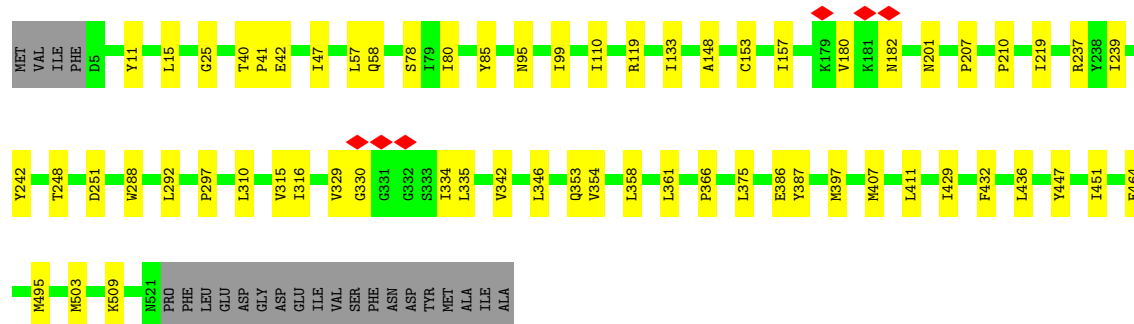 MET VAL ILE PHE D5 Y11 L15 G25 T40 P41 E42 I47 L57 Q58 S78 I79 I80 Y85 N95 I99 I110 R119 I133 A148 C153 I157 K179 V180 K181 N182 N201 P207 P210 I219 R237 Y238 I239
Y242 T248 D251 W288 L292 P297 L310 V315 I316 V329 G330 G331 G332 S333 I334 L335 V342 L346 Q353 V354 L358 L361 P366 L375 E386 Y387 M397 M407 L411 I429 F432 L436 Y447 I451
M495 M503 K509 N521 PRO PHE LEU GLU ASP GLY ASP GLU ILE VAL SER PHE ASN ASP TYR MET ALA ILE ALA